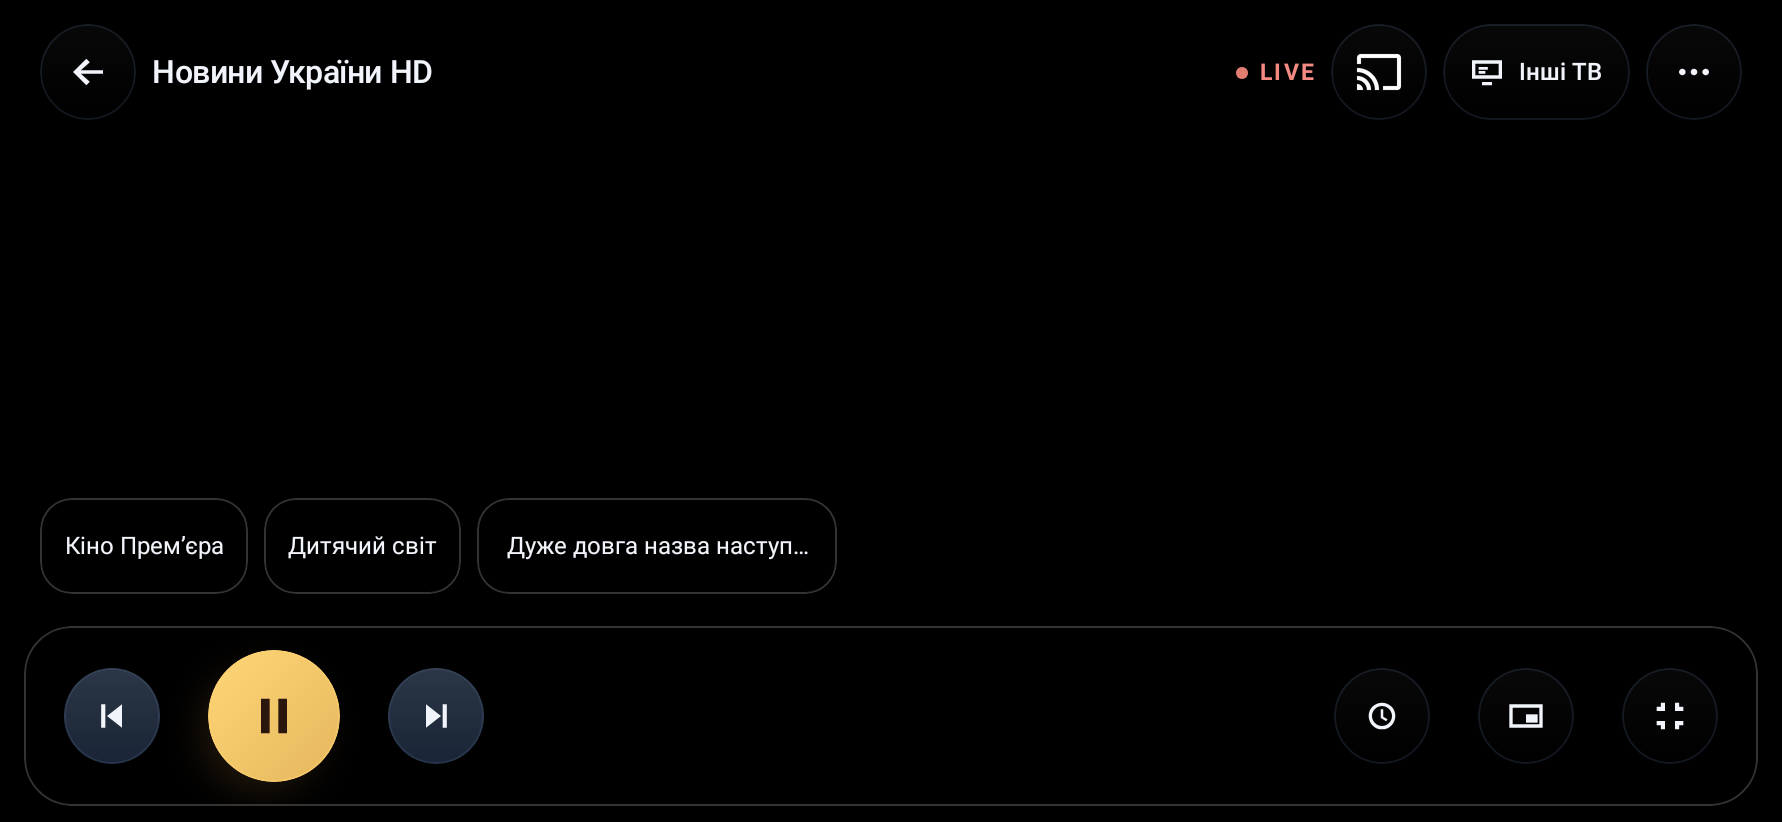 Новини України HD
LIVE
Інші ТВ
Кіно Прем’єра
Дитячий світ
Дуже довга назва наступ…